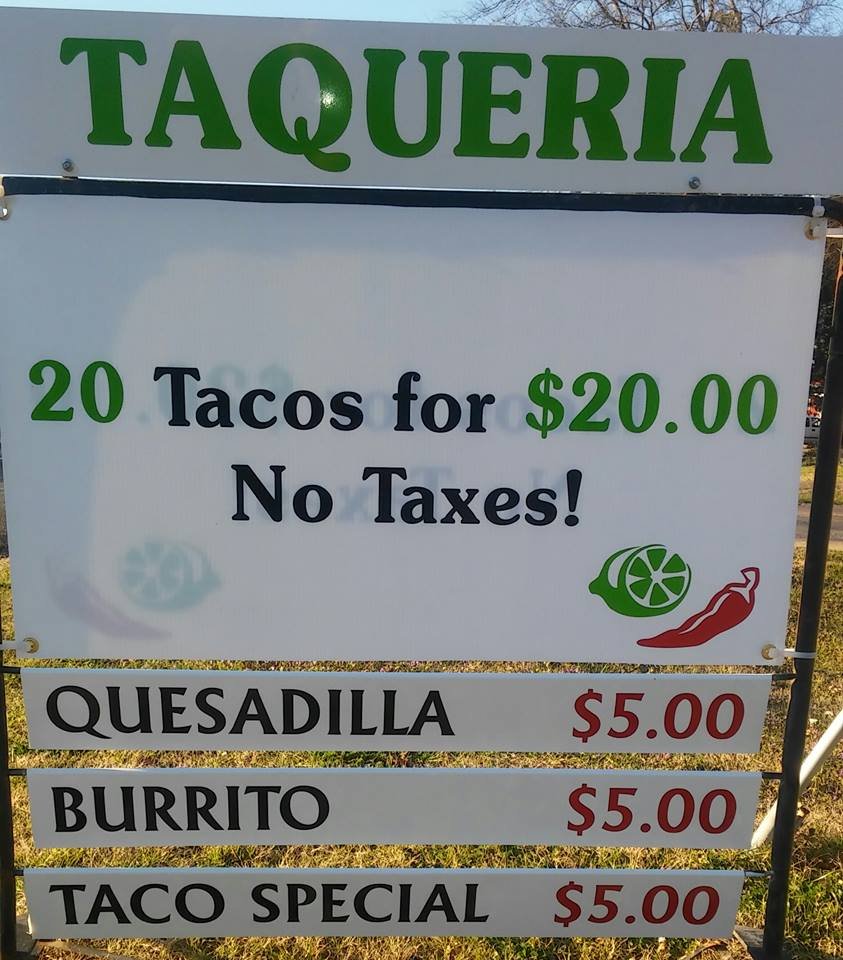 TAQUERIA
20 Tacos for $20.00
No Taxes!
QUESADILLA $5.00
BURRITO $5.00
TACO SPECIAL $5.00